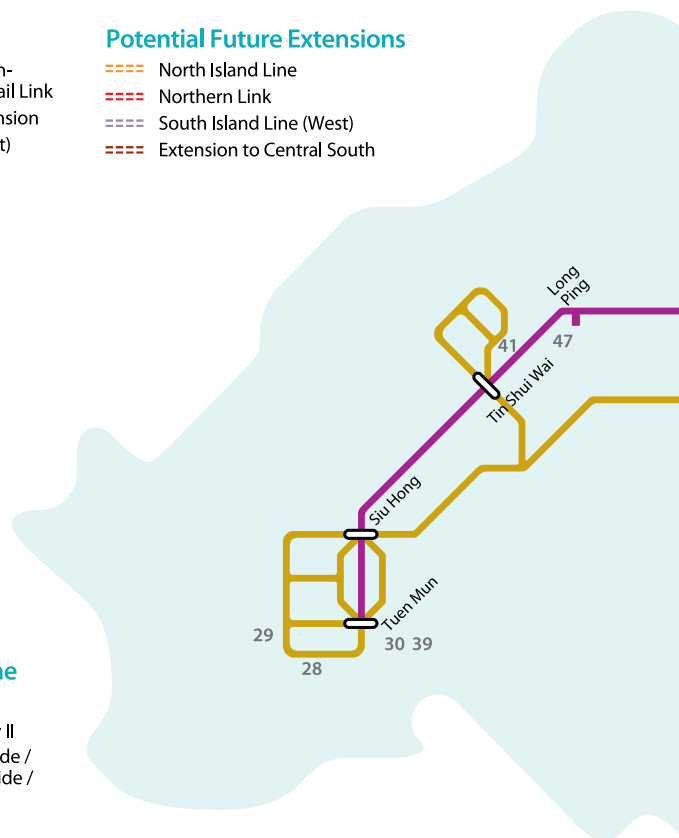 Potential Future Extensions
North Island Line
Northern Link
South Island Line (West)
Extension to Central South
n-
ail Link
nsion
t)
Long
Ping
41
47
Tin Shui Wai
Siu Hong
Tuen Mun
29
30 39
28
ne
y II
de /
ide /